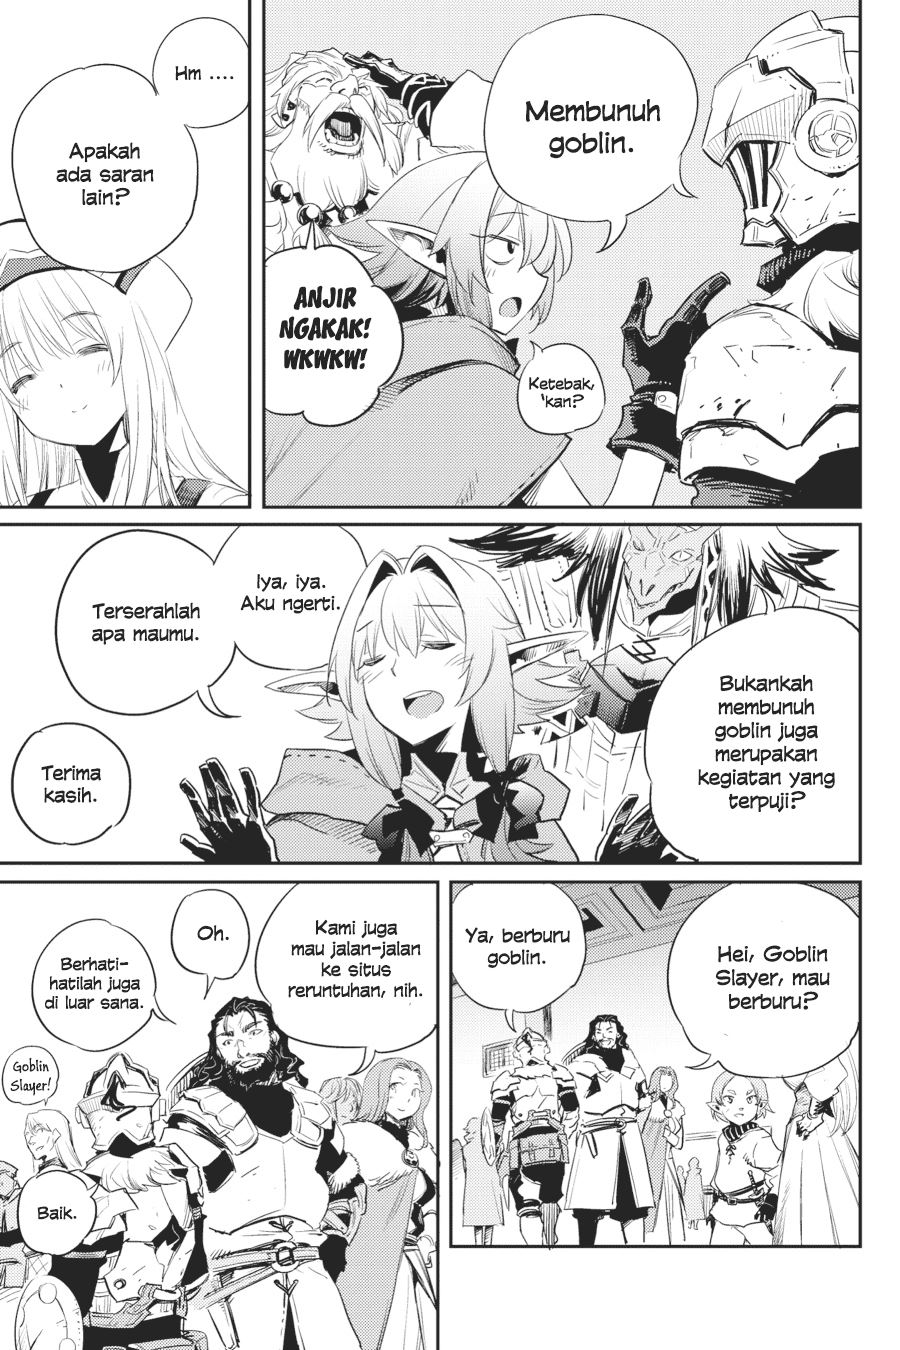 Membunuh
goblin.
ANJIR
NGAKAK!
WKWKW!
Ketebak,
'kan?
Hm ....
Apakah
ada saran
lain?
Bukankah
membunuh
goblin juga
merupakan
kegiatan yang
terpuji?
Iya, iya.
Aku ngerti.
Terserahlah
apa maumu.
Terima
kasih.
Hei, Goblin
Slayer, mau
berburu?
Ya, berburu
goblin.
Kami juga
mau jalan-jalan
ke situs
reruntuhan, nih.
Oh.
Berhati-
hatilah juga
di luar sana.
Goblin
Slayer!
Baik.